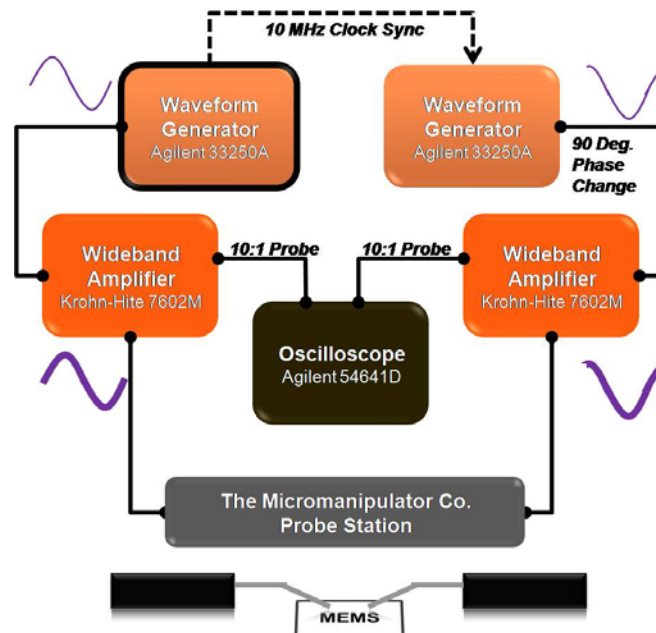 10 MHz Clock Sync
Waveform
Generator
Agilent 33250A
Waveform
Generator
Agilent 33250A
90 Deg.
Phase
Change
Wideband
Amplifier
Krohn-Hite 7602M
10:1 Probe
10:1 Probe
Wideband
Amplifier
Krohn-Hite 7602M
Oscilloscope
Agilent 54641D
The Micromanipulator Co.
Probe Station
MEMS